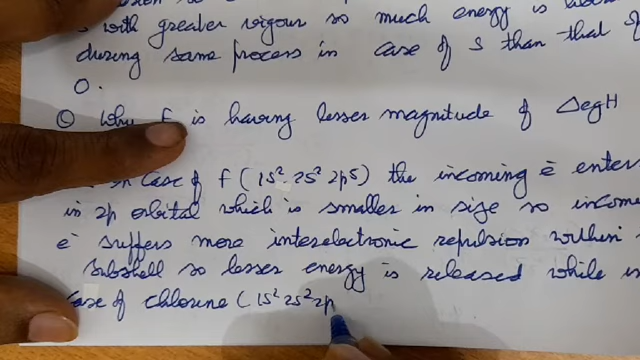 s with greater vigour so much energy is
during same process in case of S than that of
O.
Q Why F is having lesser magnitude of ΔegH
In case of F (1s² 2s² 2p5) the incoming e̅ enter
in 2p orbital which is smaller in size so incom
e̅ suffers more interelectronic repulsion within
subshell so lesser energy is released while in
case of chlorine (1s² 2s² 2p